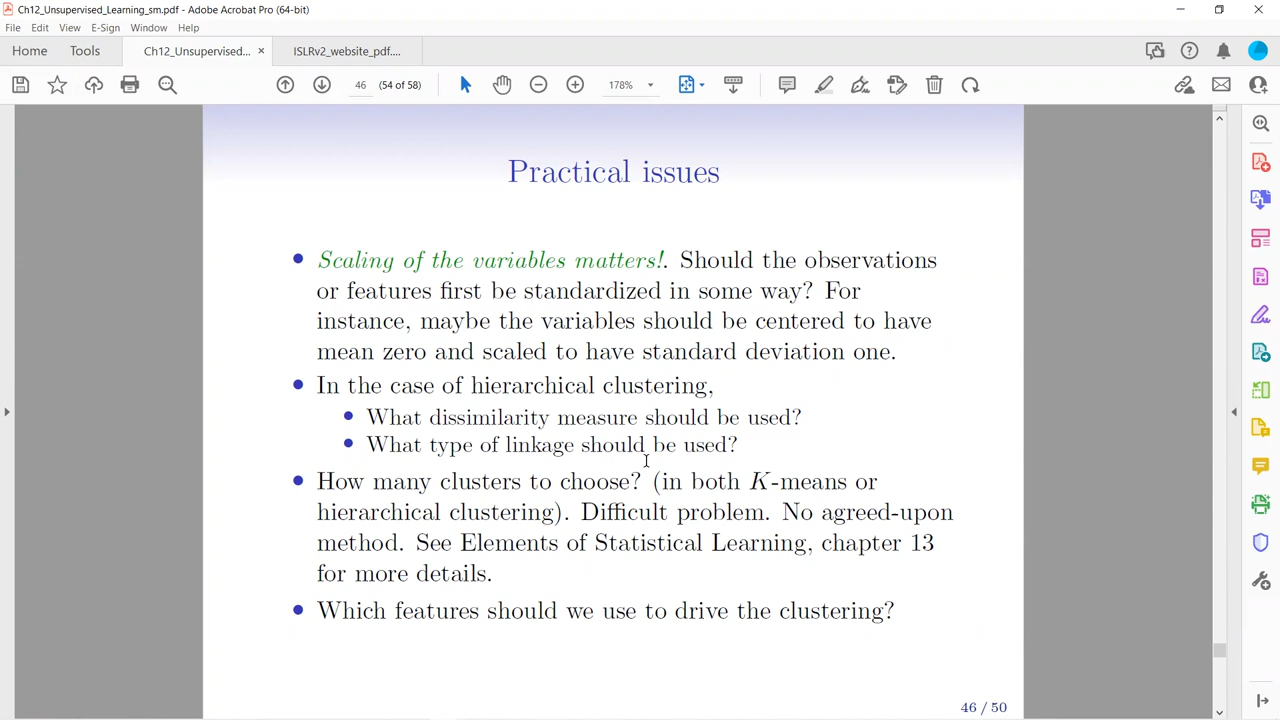 Ch12_Unsupervised_Learning_sm.pdf - Adobe Acrobat Pro (64-bit)
File Edit View E-Sign Window Help
Home Tools Ch12_Unsupervised... × ISLRv2_website_pdf....
46 (54 of 58) 178%
Practical issues
• Scaling of the variables matters!. Should the observations
or features first be standardized in some way? For
instance, maybe the variables should be centered to have
mean zero and scaled to have standard deviation one.
• In the case of hierarchical clustering,
• What dissimilarity measure should be used?
• What type of linkage should be used?
• How many clusters to choose? (in both K-means or
hierarchical clustering). Difficult problem. No agreed-upon
method. See Elements of Statistical Learning, chapter 13
for more details.
• Which features should we use to drive the clustering?
46 / 50